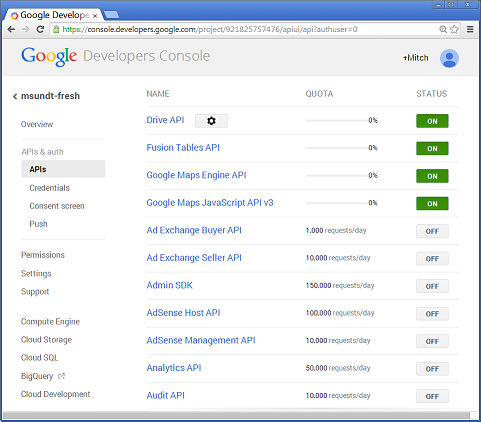 Google Develope
https://console.developers.google.com/project/921825757476/apiui/api?authuser=0
Google Developers Console
+Mitch
msundt-fresh
Overview
APIs & auth
APIs
Credentials
Consent screen
Push
Permissions
Settings
Support
Compute Engine
Cloud Storage
Cloud SQL
BigQuery
Cloud Development
NAME QUOTA STATUS
Drive API 0% ON
Fusion Tables API 0% ON
Google Maps Engine API 0% ON
Google Maps JavaScript API v3 0% ON
Ad Exchange Buyer API 1,000 requests/day OFF
Ad Exchange Seller API 10,000 requests/day OFF
Admin SDK 150,000 requests/day OFF
AdSense Host API 100,000 requests/day OFF
AdSense Management API 10,000 requests/day OFF
Analytics API 50,000 requests/day OFF
Audit API 10,000 requests/day OFF